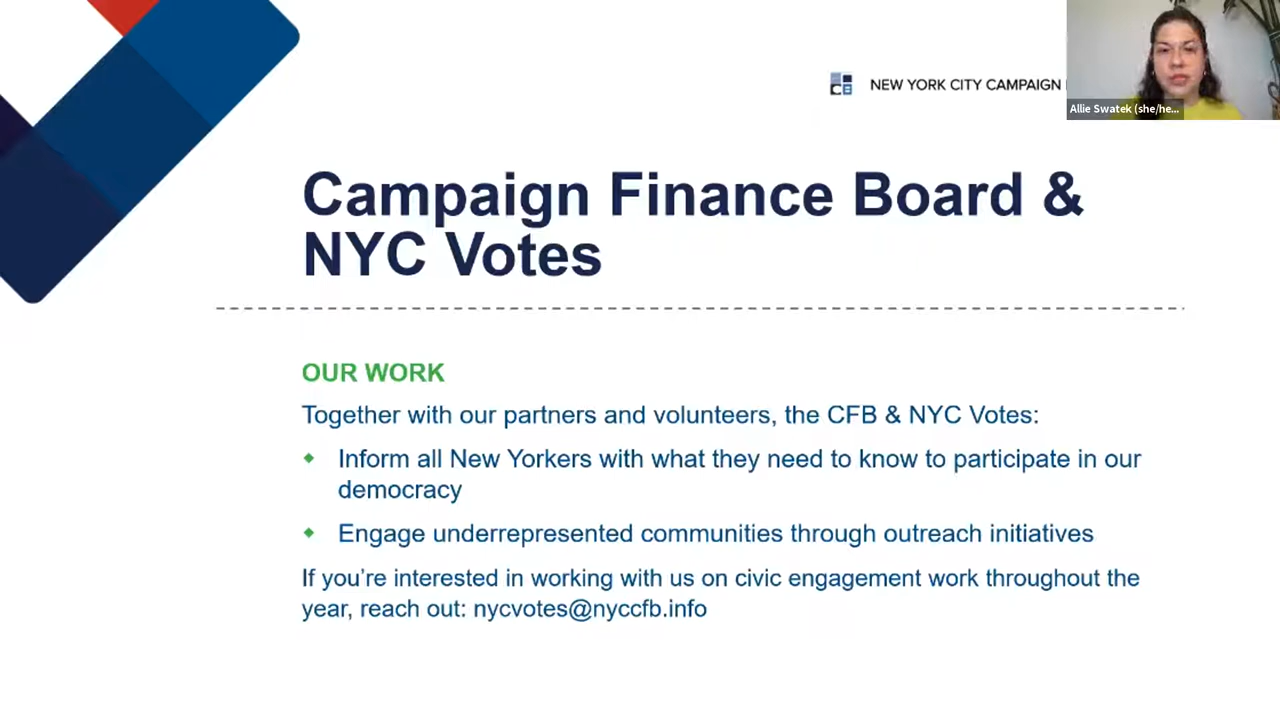 NEW YORK CITY CAMPAIGN
Allie Swatek (she/he...
Campaign Finance Board &
NYC Votes
OUR WORK
Together with our partners and volunteers, the CFB & NYC Votes:
Inform all New Yorkers with what they need to know to participate in our
democracy
Engage underrepresented communities through outreach initiatives
If you’re interested in working with us on civic engagement work throughout the
year, reach out: nycvotes@nyccfb.info